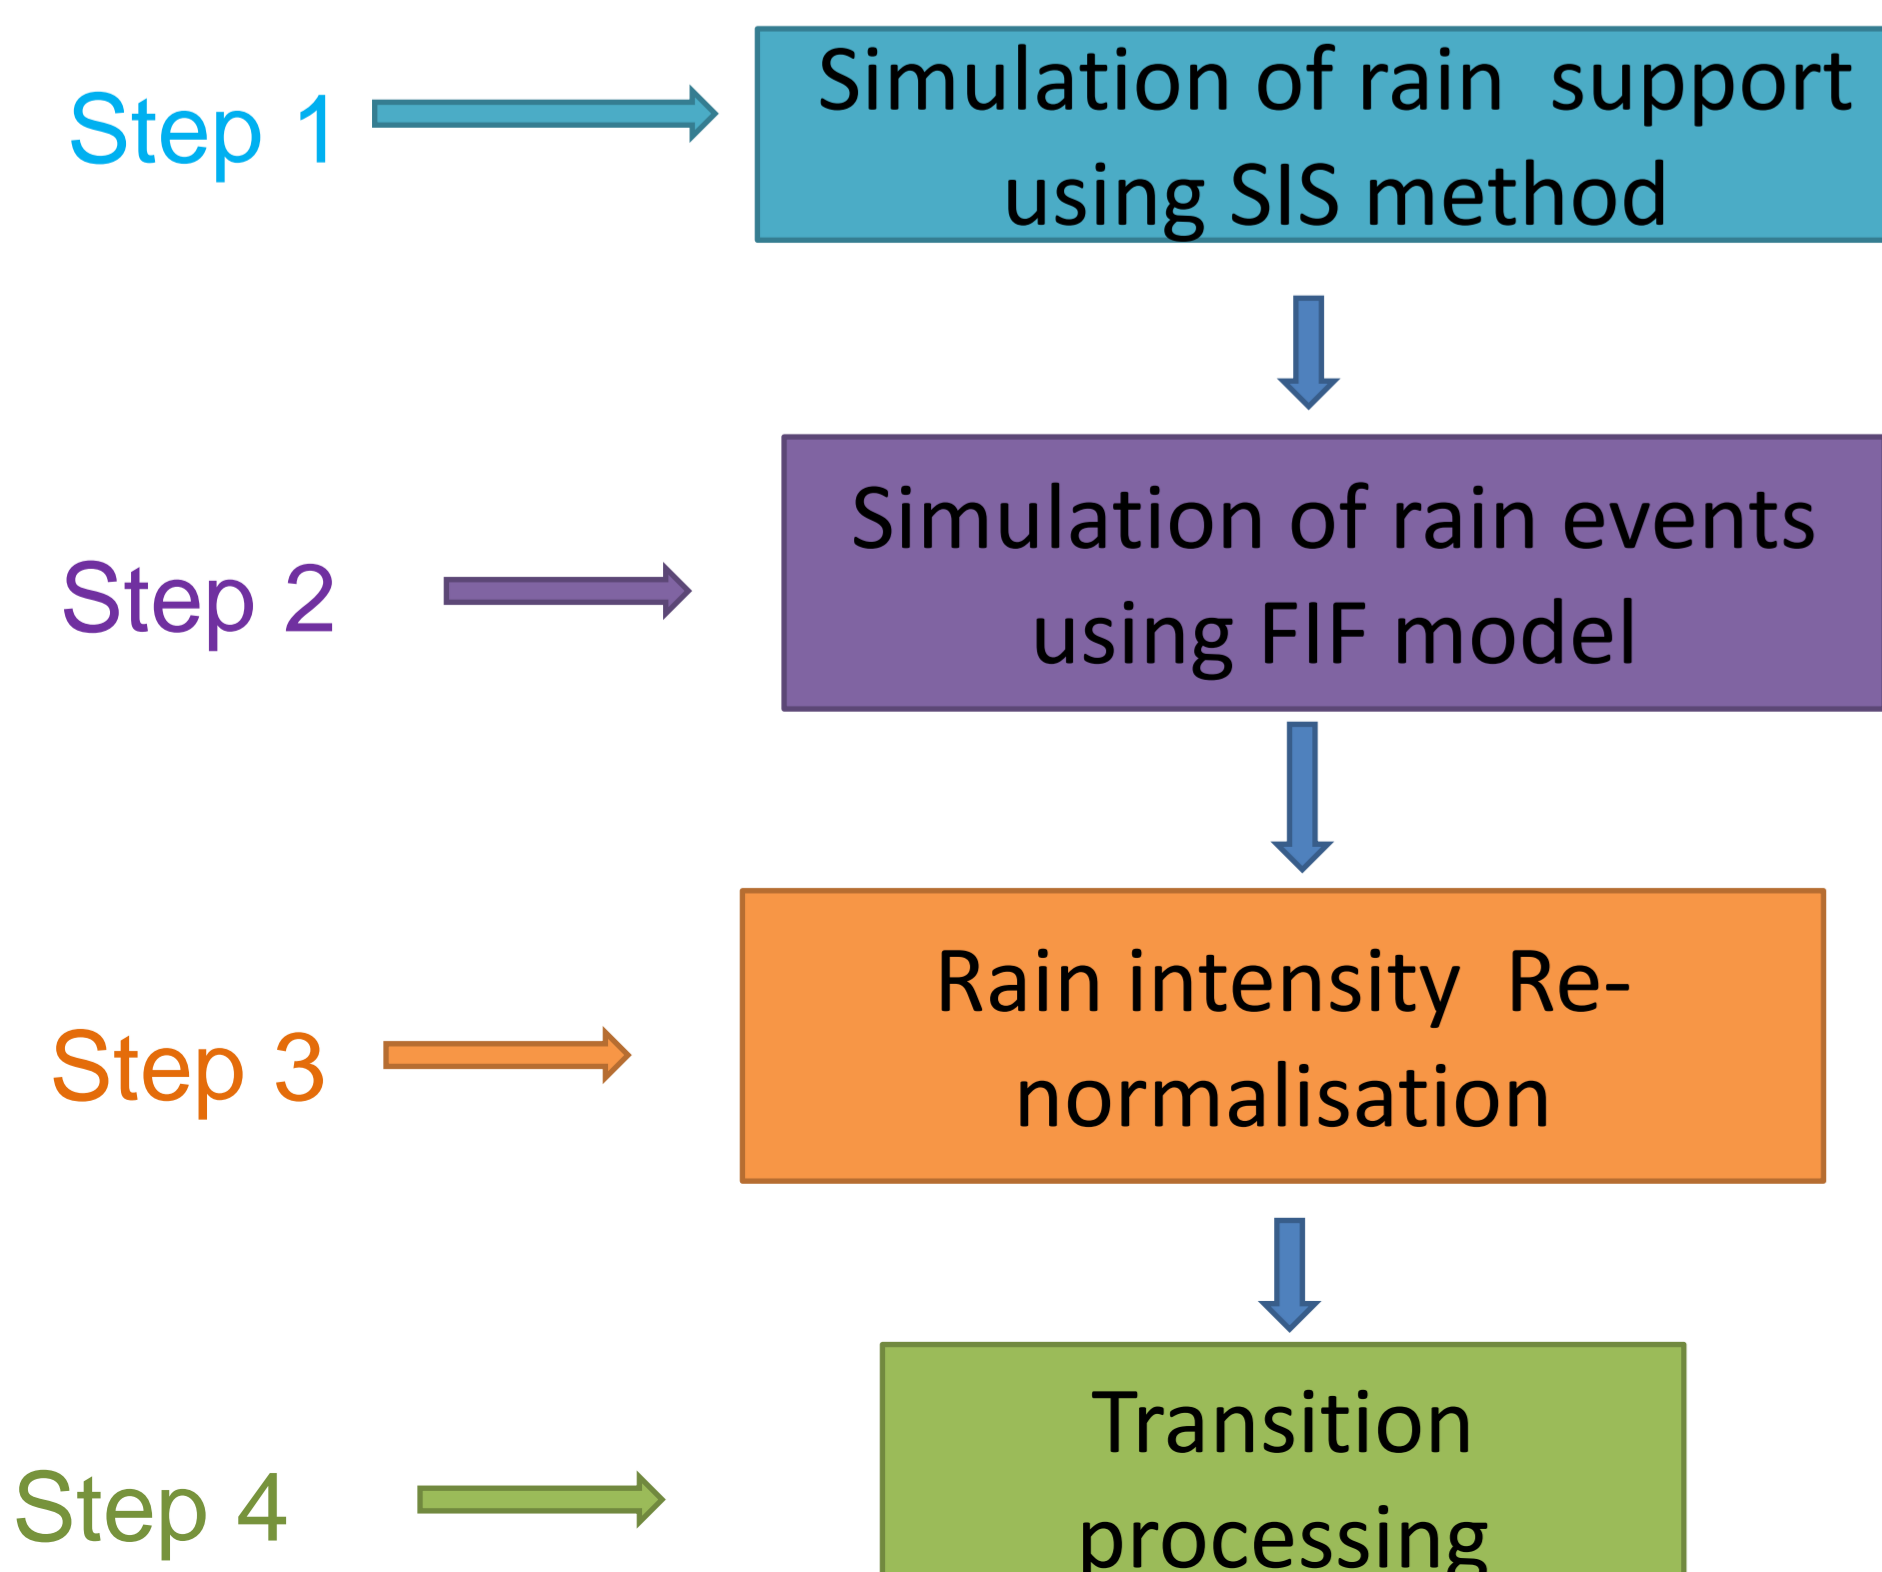 Step 1
Simulation of rain support
using SIS method
Step 2
Simulation of rain events
using FIF model
Step 3
Rain intensity Re-
normalisation
Step 4
Transition
processing